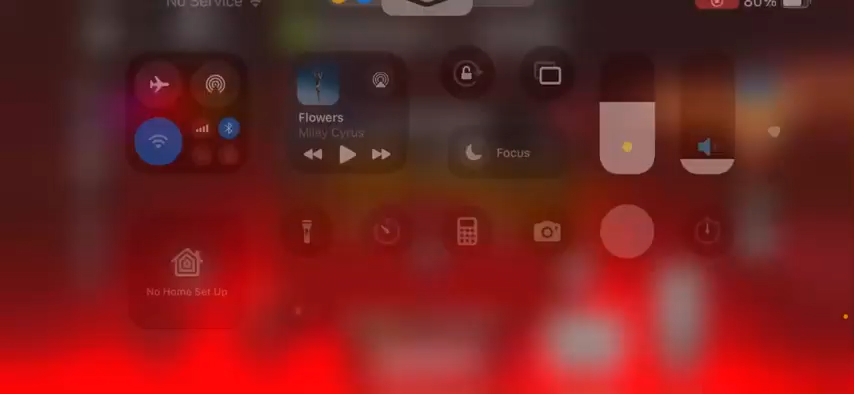 No Service
80%
Flowers
Miley Cyrus
Focus
No Home Set Up